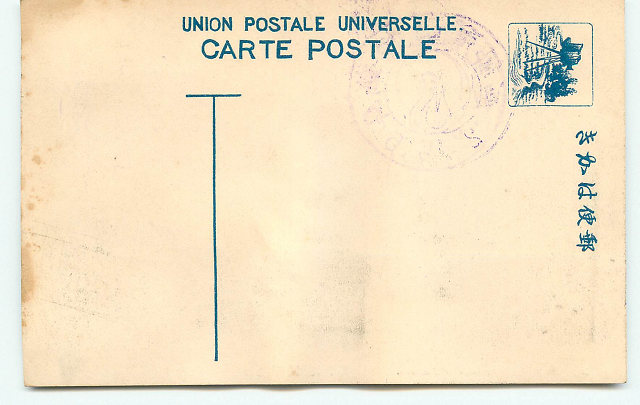 UNION POSTALE UNIVERSELLE.
CARTE POSTALE
郵便はかき